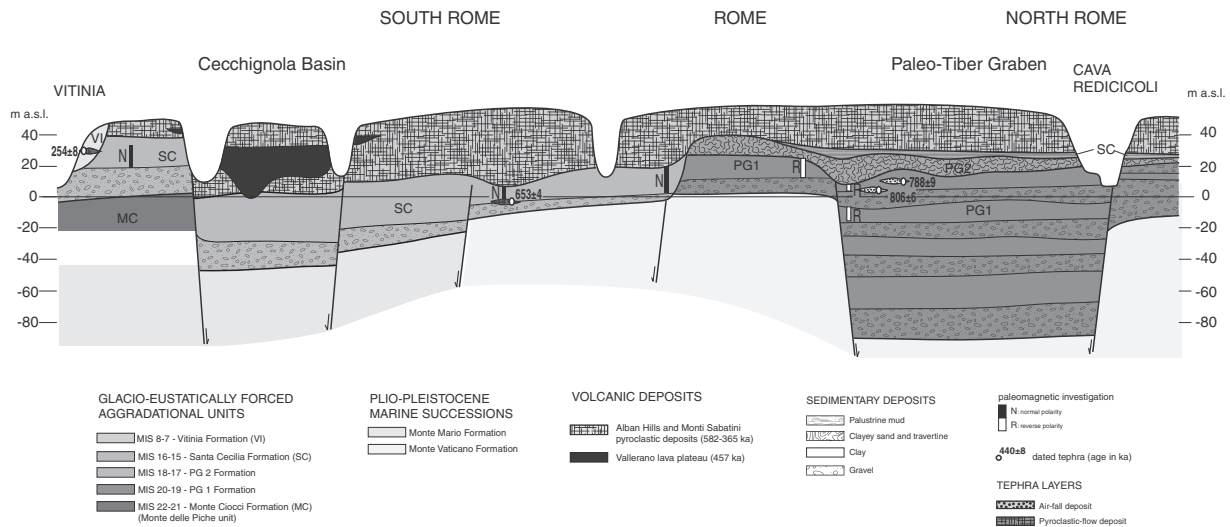 SOUTH ROME
ROME
NORTH ROME
Cecchignola Basin
Paleo-Tiber Graben
CAVA
REDICICOLI
VITINIA
m a.s.l.
m a.s.l.
40
20
0
-20
-40
-60
-80
40
20
0
-20
-40
-60
-80
VI
254±8
N
SC
MC
SC
N
653±4
N
PG1
R
PG2
788±9
R
806±6
R
PG1
SC
GLACIO-EUSTATICALLY FORCED
AGGRADATIONAL UNITS
MIS 8-7 - Vitinia Formation (VI)
MIS 16-15 - Santa Cecilia Formation (SC)
MIS 18-17 - PG 2 Formation
MIS 20-19 - PG 1 Formation
MIS 22-21 - Monte Ciocci Formation (MC)
(Monte delle Piche unit)
PLIO-PLEISTOCENE
MARINE SUCCESSIONS
Monte Mario Formation
Monte Vaticano Formation
VOLCANIC DEPOSITS
Alban Hills and Monti Sabatini
pyroclastic deposits (582-365 ka)
Vallerano lava plateau (457 ka)
SEDIMENTARY DEPOSITS
Palustrine mud
Clayey sand and travertine
Clay
Gravel
paleomagnetic investigation
N: normal polarity
R: reverse polarity
440±8 dated tephra (age in ka)
TEPHRA LAYERS
Air-fall deposit
Pyroclastic-flow deposit